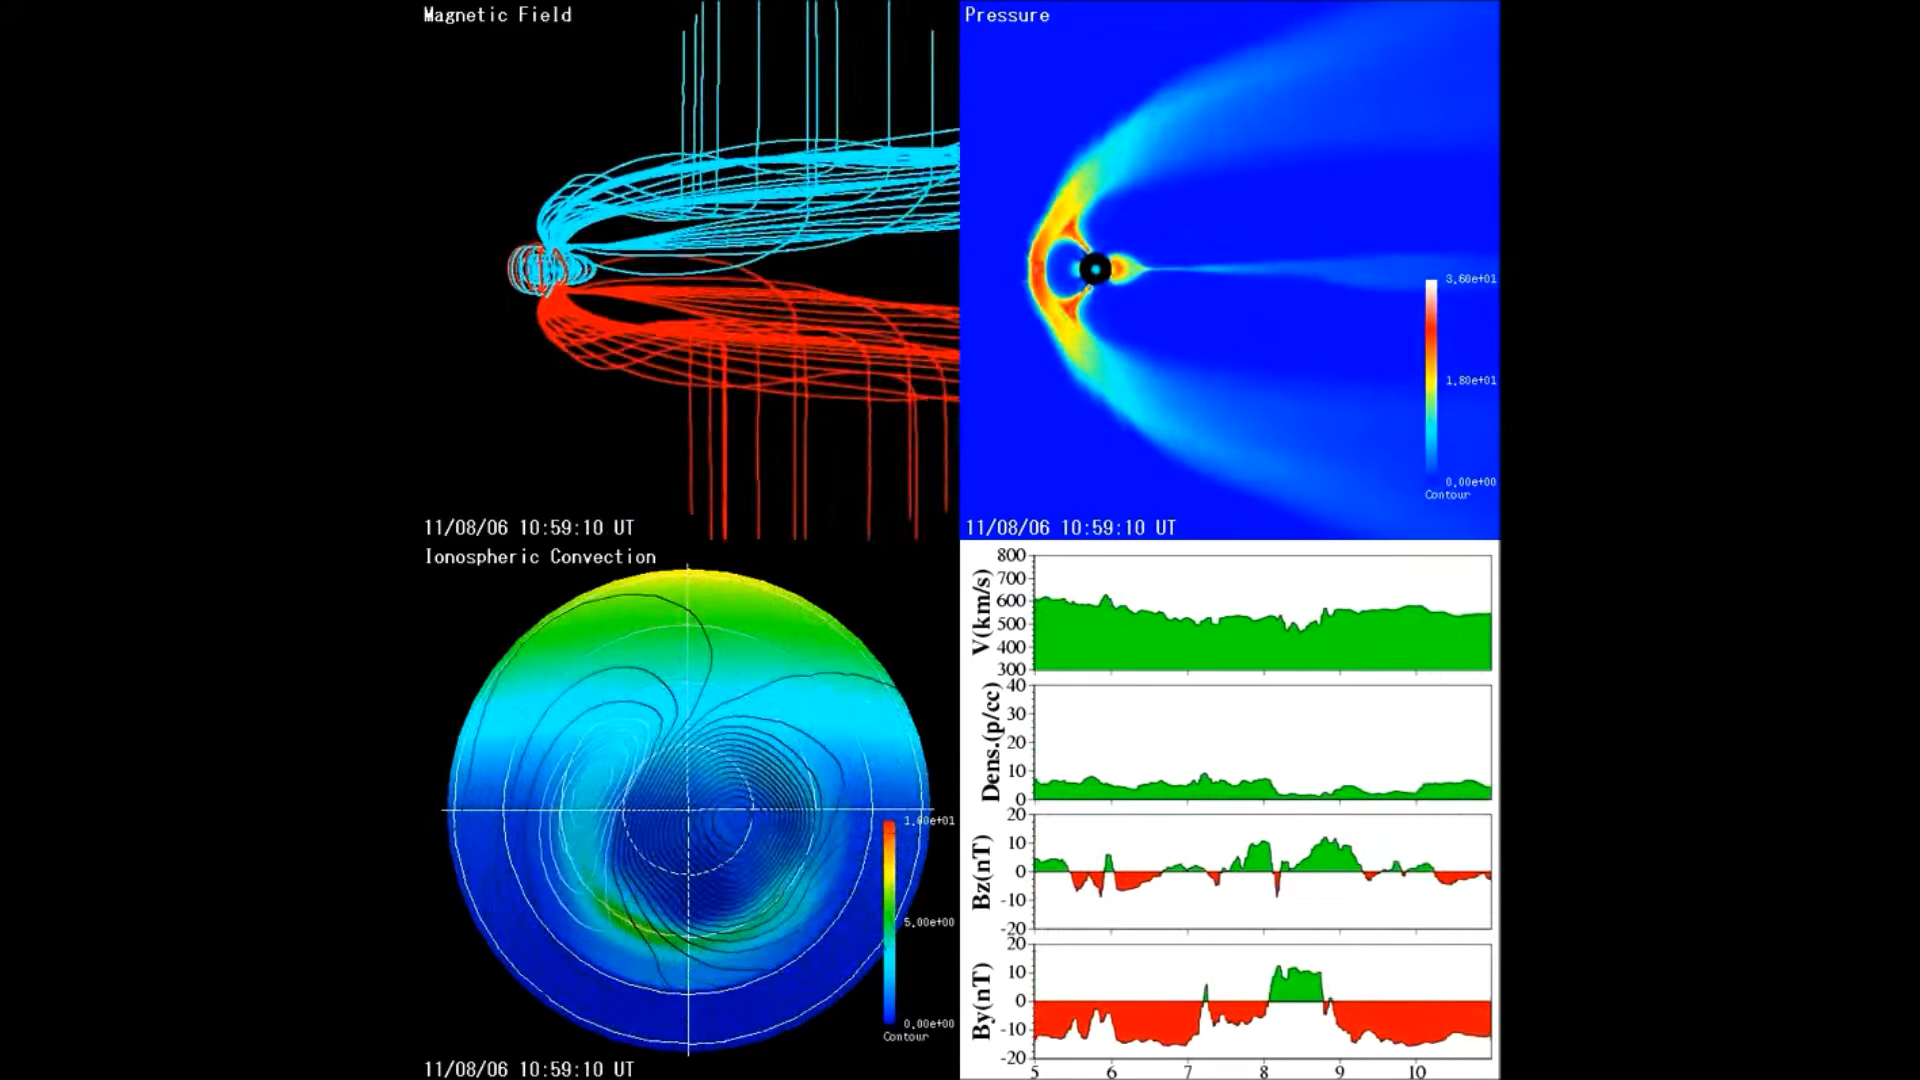 Magnetic Field
11/08/06 10:59:10 UT
Pressure
3.60e+01
1.80e+01
0.00e+00
Contour
11/08/06 10:59:10 UT
Ionospheric Convection
1.00e+01
5.00e+00
0.00e+00
Contour
11/08/06 10:59:10 UT
V(km/s)
800
700
600
500
400
300
Dens.(p/cc)
40
30
20
10
0
Bz(nT)
20
10
0
-10
-20
By(nT)
20
10
0
-10
-20
5 6 7 8 9 10